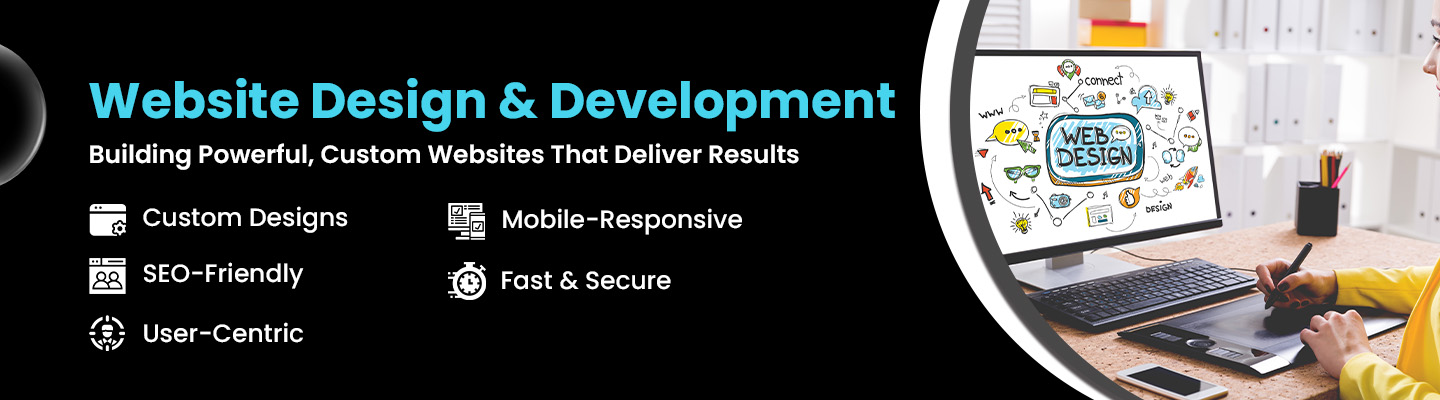 Website Design & Development
Building Powerful, Custom Websites That Deliver Results
Custom Designs
Mobile-Responsive
SEO-Friendly
Fast & Secure
User-Centric
connect
www
WEB
DESIGN
web
DESIGN